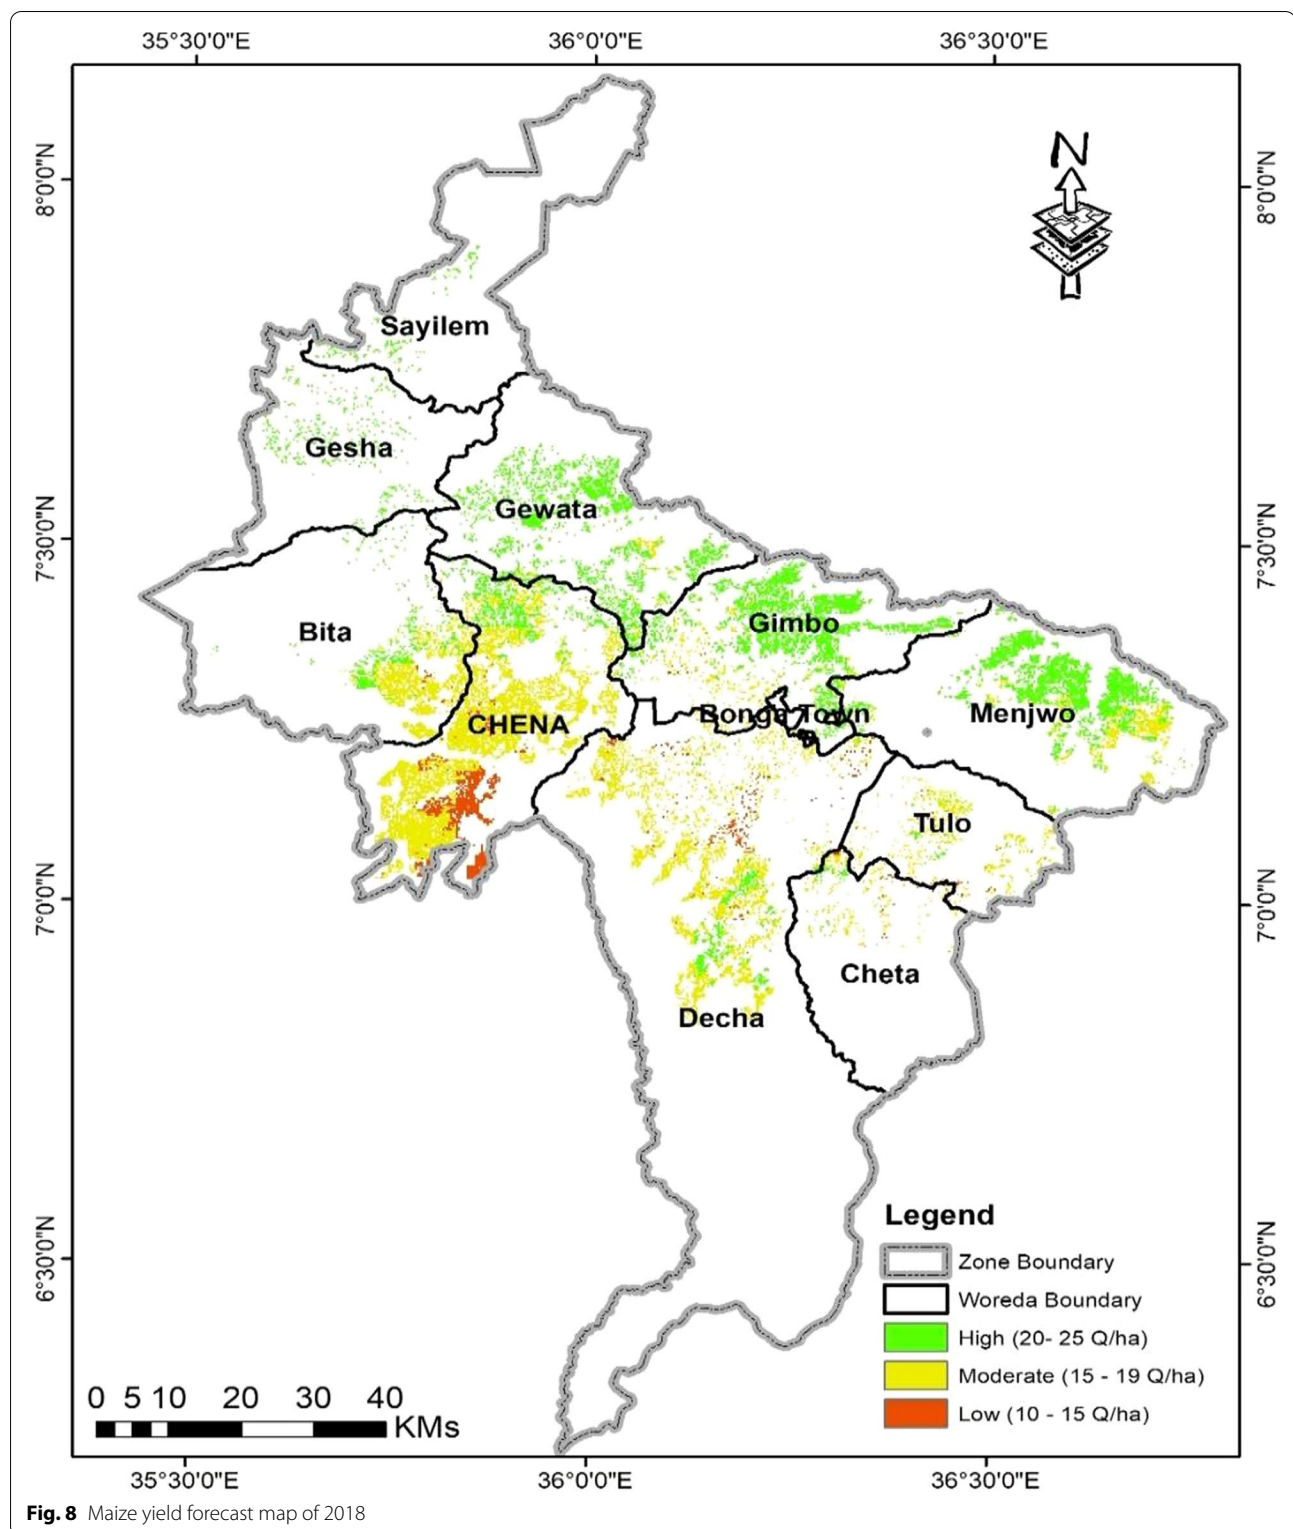 35°30'0"E 36°0'0"E 36°30'0"E
N
8°0'0"N 8°0'0"N
Sayilem
Gesha
Gewata
7°30'0"N 7°30'0"N
Bita
Gimbo
CHENA
Bonga Town
Menjwo
Tulo
7°0'0"N 7°0'0"N
Cheta
Decha
6°30'0"N 6°30'0"N
Legend
Zone Boundary
Woreda Boundary
High (20- 25 Q/ha)
Moderate (15 - 19 Q/ha)
Low (10 - 15 Q/ha)
0 5 10 20 30 40
KMs
35°30'0"E 36°0'0"E 36°30'0"E
Fig. 8 Maize yield forecast map of 2018